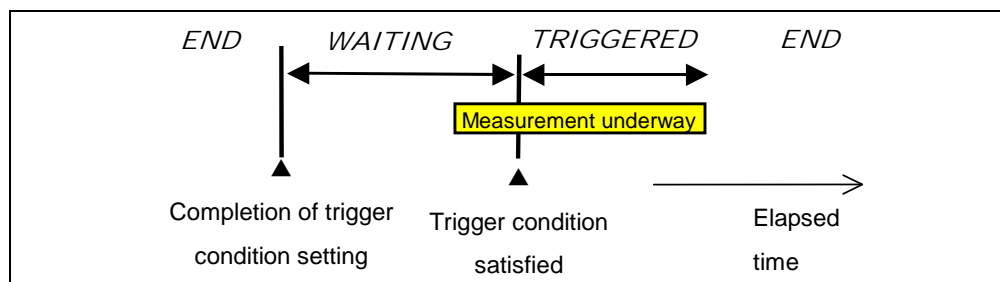 END WAITING TRIGGERED END
Measurement underway
Completion of trigger
condition setting
Trigger condition
satisfied
Elapsed
time